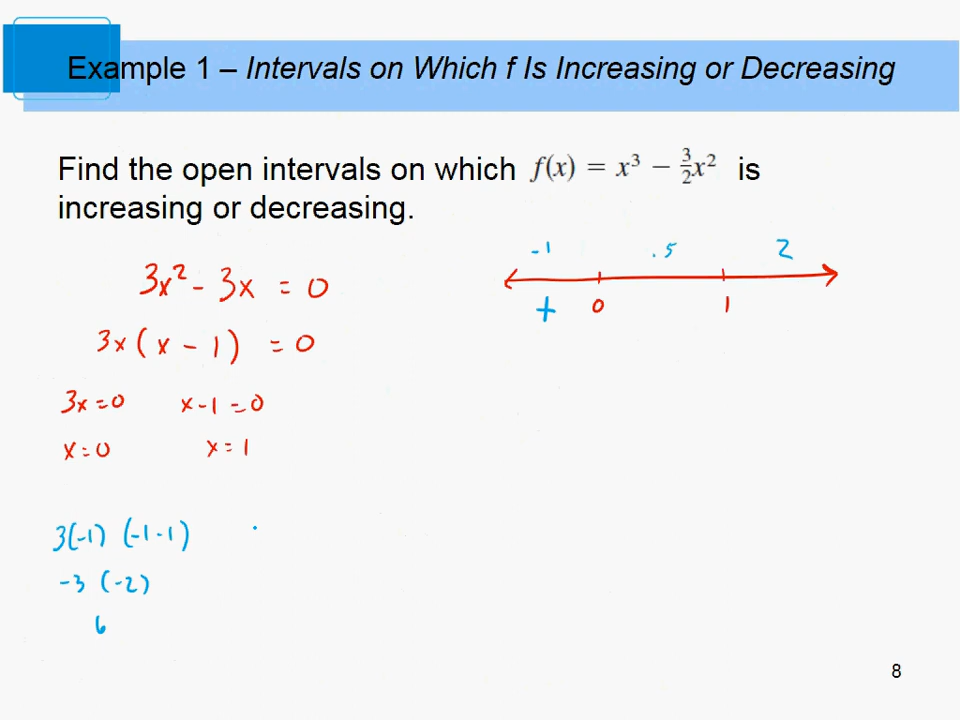 Example 1 – Intervals on Which f Is Increasing or Decreasing
Find the open intervals on which f(x) = x³ − 3/2x² is
increasing or decreasing.
-1 .5 2
+ 0 1
3x² - 3x = 0
3x(x - 1) = 0
3x=0 x-1=0
x=0 x=1
3(-1) (-1-1)
-3 (-2)
6
8